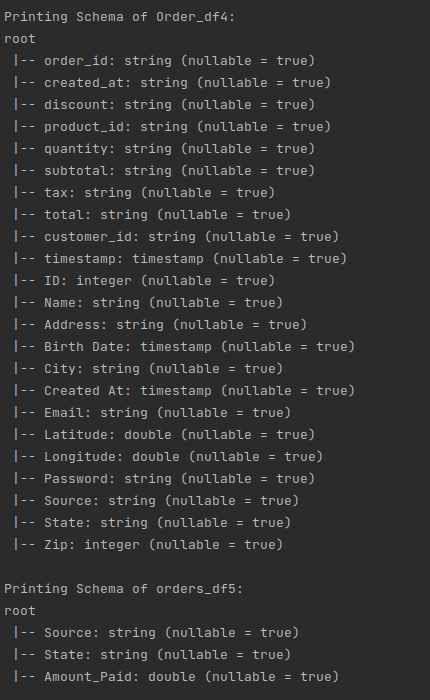 Printing Schema of Order_df4:
root
 |-- order_id: string (nullable = true)
 |-- created_at: string (nullable = true)
 |-- discount: string (nullable = true)
 |-- product_id: string (nullable = true)
 |-- quantity: string (nullable = true)
 |-- subtotal: string (nullable = true)
 |-- tax: string (nullable = true)
 |-- total: string (nullable = true)
 |-- customer_id: string (nullable = true)
 |-- timestamp: timestamp (nullable = true)
 |-- ID: integer (nullable = true)
 |-- Name: string (nullable = true)
 |-- Address: string (nullable = true)
 |-- Birth Date: timestamp (nullable = true)
 |-- City: string (nullable = true)
 |-- Created At: timestamp (nullable = true)
 |-- Email: string (nullable = true)
 |-- Latitude: double (nullable = true)
 |-- Longitude: double (nullable = true)
 |-- Password: string (nullable = true)
 |-- Source: string (nullable = true)
 |-- State: string (nullable = true)
 |-- Zip: integer (nullable = true)

Printing Schema of orders_df5:
root
 |-- Source: string (nullable = true)
 |-- State: string (nullable = true)
 |-- Amount_Paid: double (nullable = true)